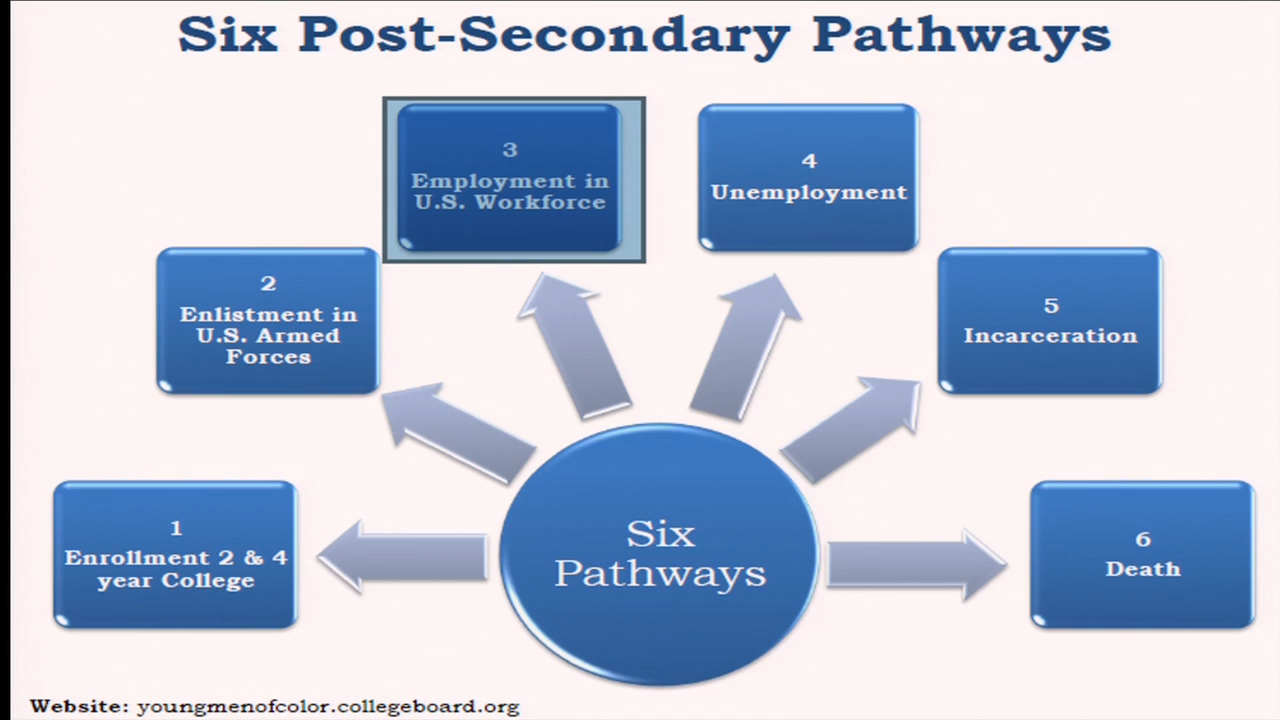 Six Post-Secondary Pathways
3
Employment in
U.S. Workforce
4
Unemployment
2
Enlistment in
U.S. Armed
Forces
5
Incarceration
1
Enrollment 2 & 4
year College
Six
Pathways
6
Death
Website: youngmenofcolor.collegeboard.org